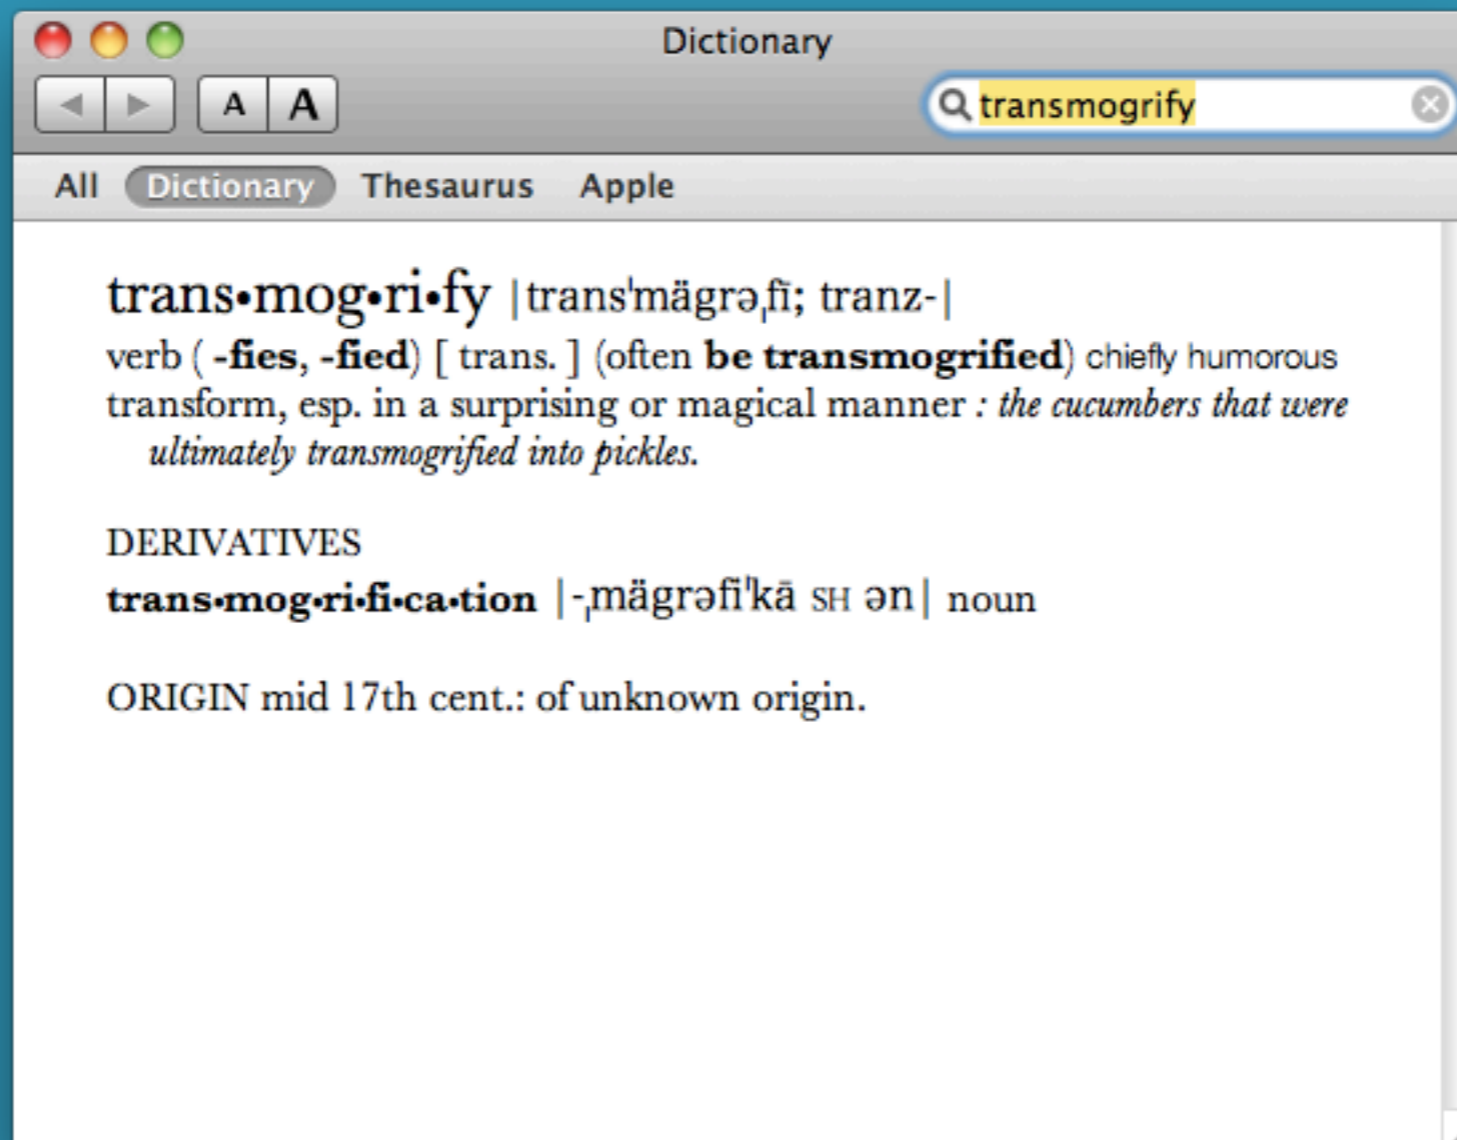 Dictionary
A A
transmogrify
All Dictionary Thesaurus Apple
trans•mog•ri•fy |transˈmägrəˌfī; tranz-|
verb ( -fies, -fied) [ trans. ] (often be transmogrified) chiefly humorous
transform, esp. in a surprising or magical manner : the cucumbers that were
ultimately transmogrified into pickles.
DERIVATIVES
trans•mog•ri•fi•ca•tion |-ˌmägrəfiˈkā SH ən| noun
ORIGIN mid 17th cent.: of unknown origin.